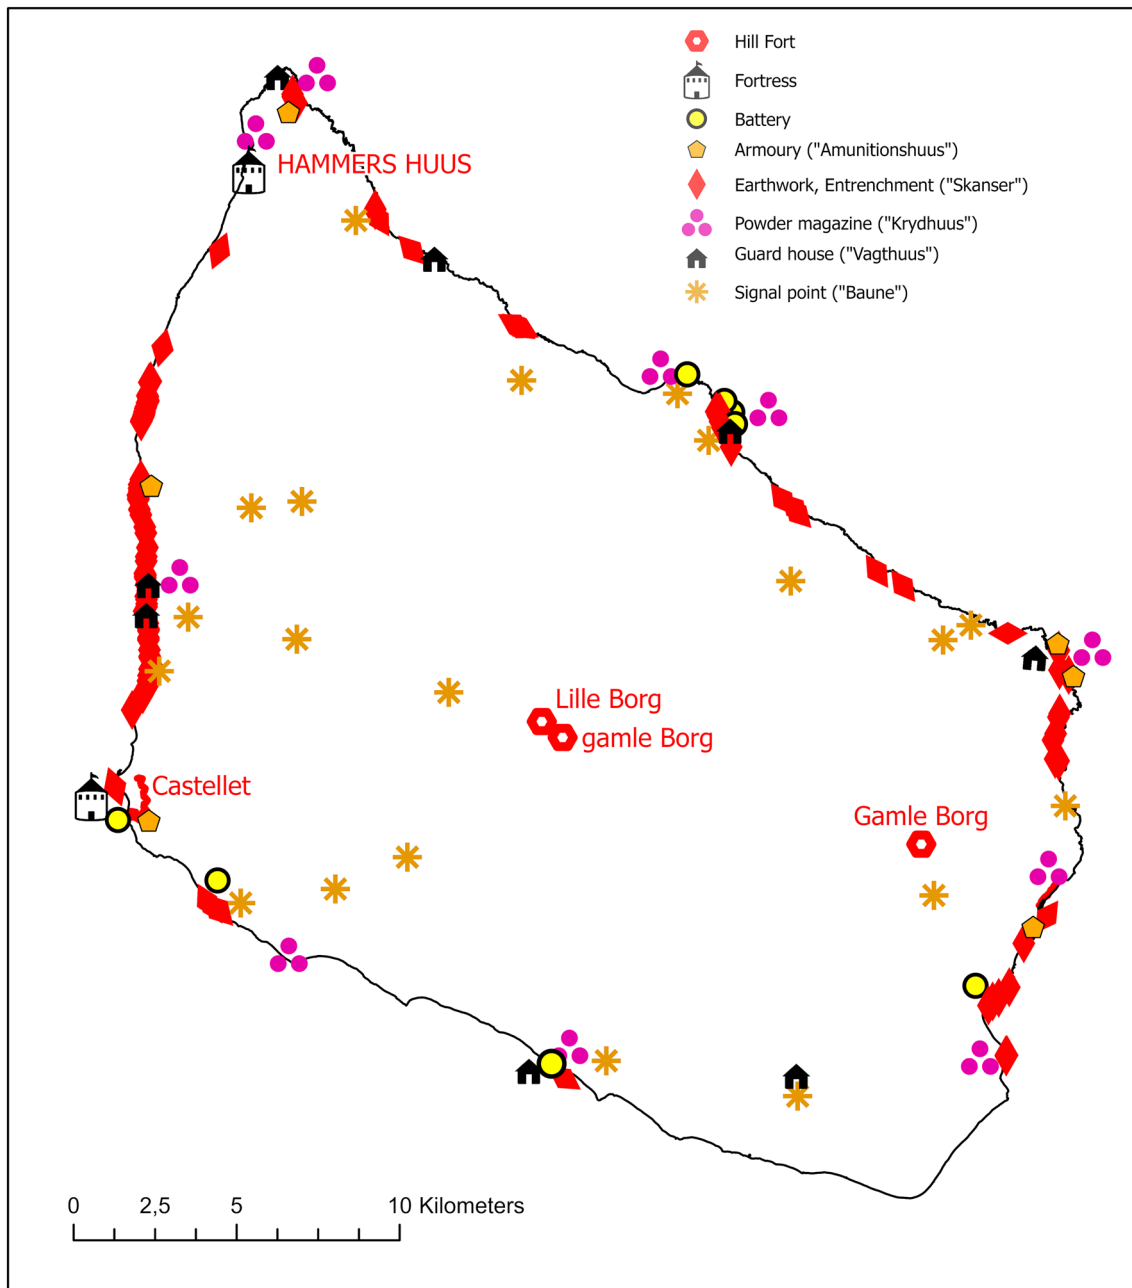 Hill Fort
Fortress
Battery
Armoury ("Amunitionshuus")
Earthwork, Entrenchment ("Skanser")
Powder magazine ("Krydhuus")
Guard house ("Vagthuus")
Signal point ("Baune")
HAMMERS HUUS
Lille Borg
gamle Borg
Castellet
Gamle Borg
0 2,5 5 10 Kilometers